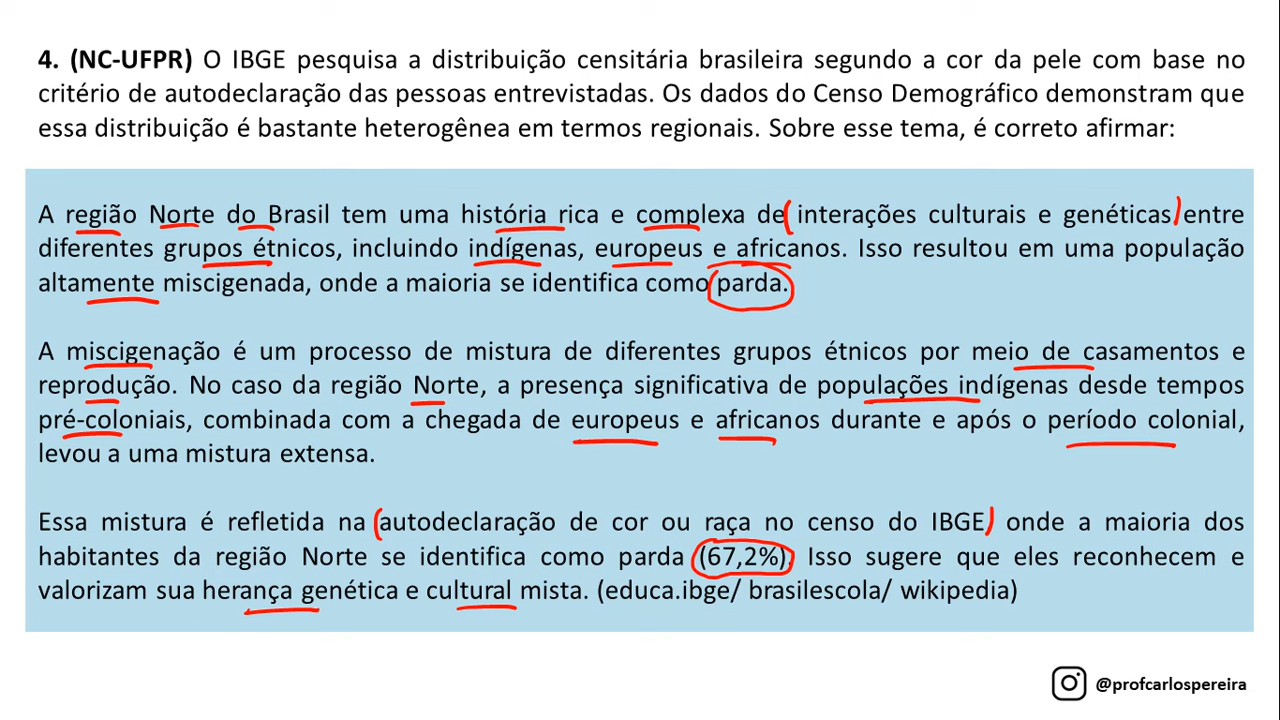 4. (NC-UFPR) O IBGE pesquisa a distribuição censitária brasileira segundo a cor da pele com base no
critério de autodeclaração das pessoas entrevistadas. Os dados do Censo Demográfico demonstram que
essa distribuição é bastante heterogênea em termos regionais. Sobre esse tema, é correto afirmar:
A região Norte do Brasil tem uma história rica e complexa de interações culturais e genéticas entre
diferentes grupos étnicos, incluindo indígenas, europeus e africanos. Isso resultou em uma população
altamente miscigenada, onde a maioria se identifica como parda.
A miscigenação é um processo de mistura de diferentes grupos étnicos por meio de casamentos e
reprodução. No caso da região Norte, a presença significativa de populações indígenas desde tempos
pré-coloniais, combinada com a chegada de europeus e africanos durante e após o período colonial,
levou a uma mistura extensa.
Essa mistura é refletida na autodeclaração de cor ou raça no censo do IBGE, onde a maioria dos
habitantes da região Norte se identifica como parda (67,2%). Isso sugere que eles reconhecem e
valorizam sua herança genética e cultural mista. (educa.ibge/ brasilescola/ wikipedia)
@profcarlospereira